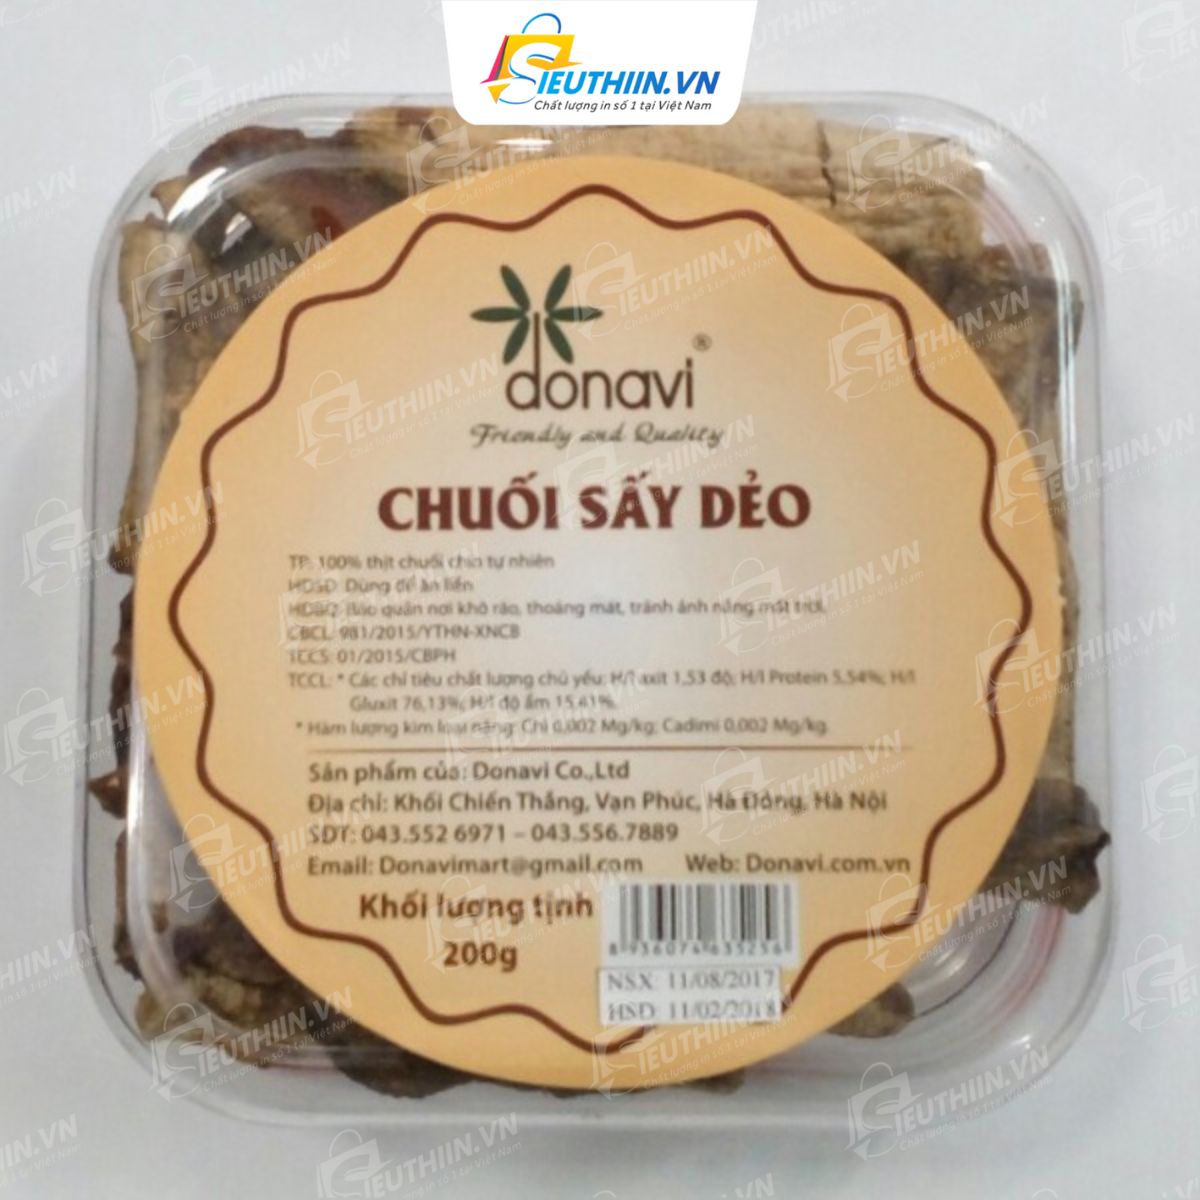 SIEUTHIIN.VN
Chất lượng in số 1 tại Việt Nam
donavi®
Friendly and Quality
CHUỐI SẤY DẺO
TP: 100% thịt chuối chín tự nhiên
HDSD: Dùng để ăn liền
HDBQ: Bảo quản nơi khô ráo, thoáng mát, tránh ánh nắng mặt trời.
CBCL: 981/2015/YTHN-XNCB
TCCS: 01/2015/CBPH
TCCL: * Các chỉ tiêu chất lượng chủ yếu: H/l axit 1,53 độ; H/l Protein 5,54%; H/l
Gluxit 76,13%; H/l độ ẩm 15,41%.
* Hàm lượng kim loại nặng: Chì 0,002 Mg/kg; Cadimi 0,002 Mg/kg.
Sản phẩm của: Donavi Co.,Ltd
Địa chỉ: Khối Chiến Thắng, Vạn Phúc, Hà Đông, Hà Nội
SĐT: 043.552 6971 – 043.556.7889
Email: Donavimart@gmail.com Web: Donavi.com.vn
Khối lượng tịnh
200g
8936074635256
NSX: 11/08/2017
HSD: 11/02/2018